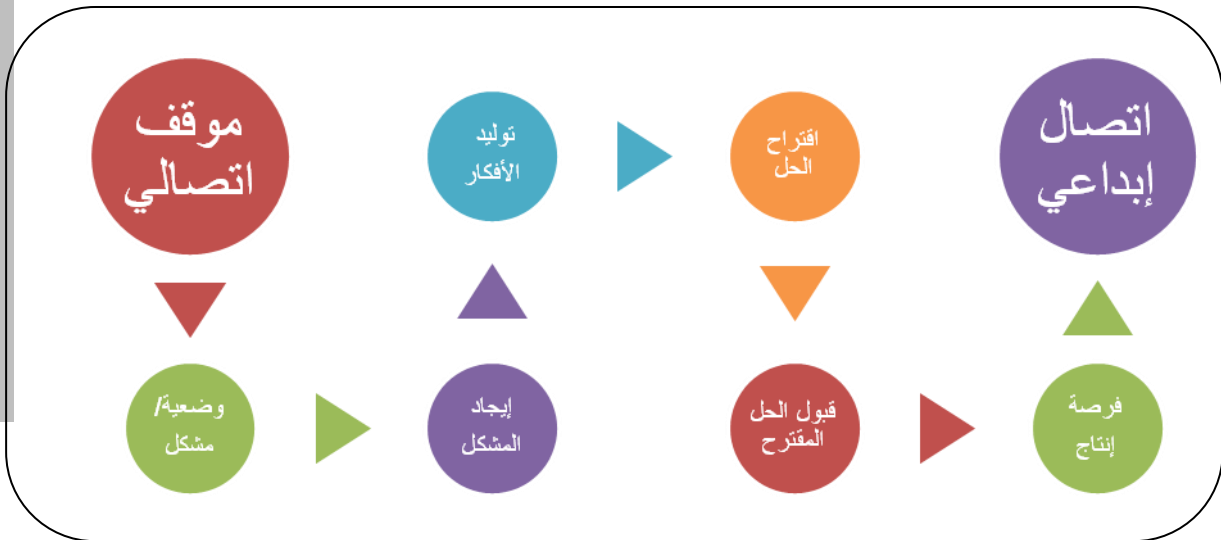 موقف
اتصالي
وضعية/
مشكل
إيجاد
المشكل
توليد
الأفكار
اقتراح
الحل
قبول الحل
المقترح
فرصة
إنتاج
اتصال
إبداعي